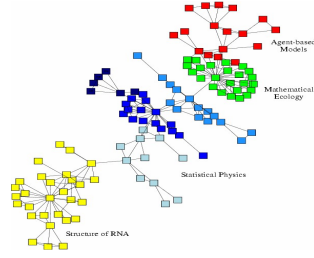 Agent-based
Models
Mathematical
Ecology
Statistical Physics
Structure of RNA